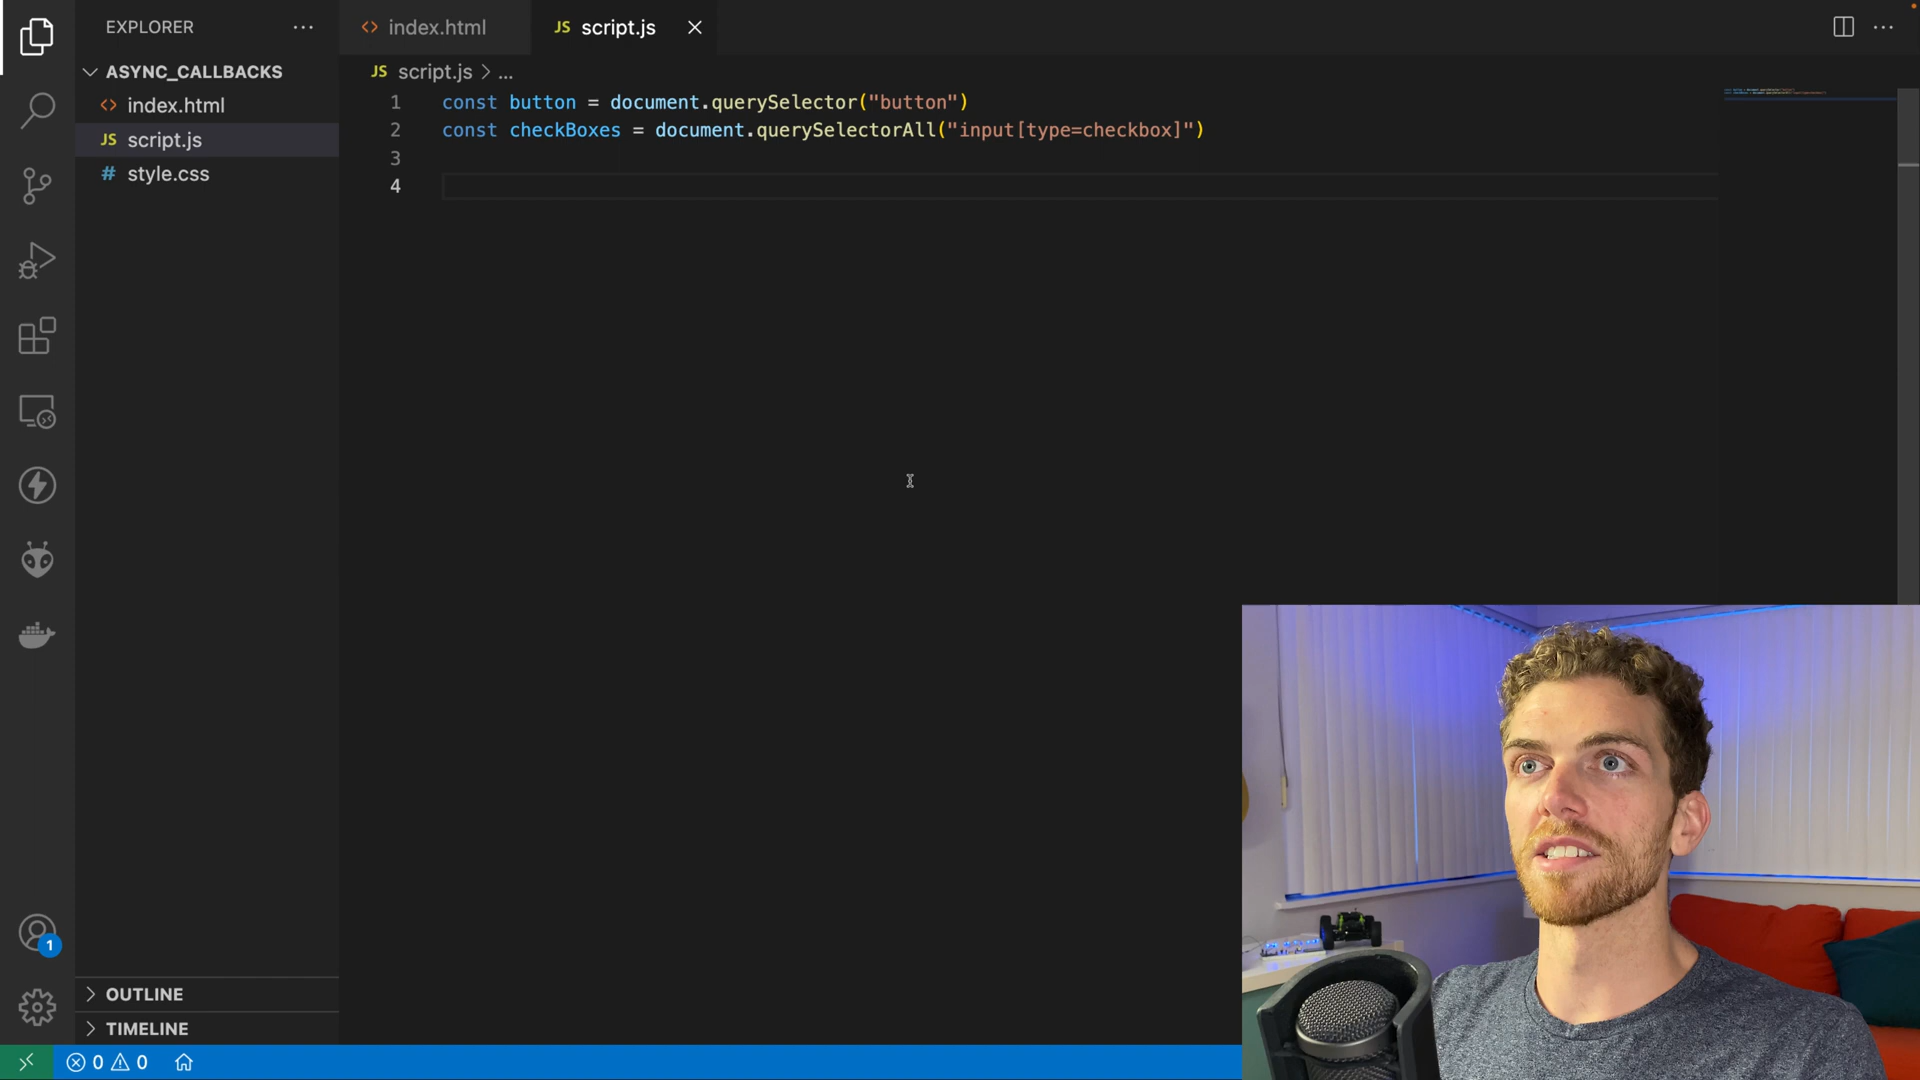 EXPLORER
ASYNC_CALLBACKS
<> index.html
JS script.js
# style.css
OUTLINE
TIMELINE
<> index.html
JS script.js
JS script.js > ...
1 const button = document.querySelector("button")
2 const checkBoxes = document.querySelectorAll("input[type=checkbox]")
3
4
1
0 0